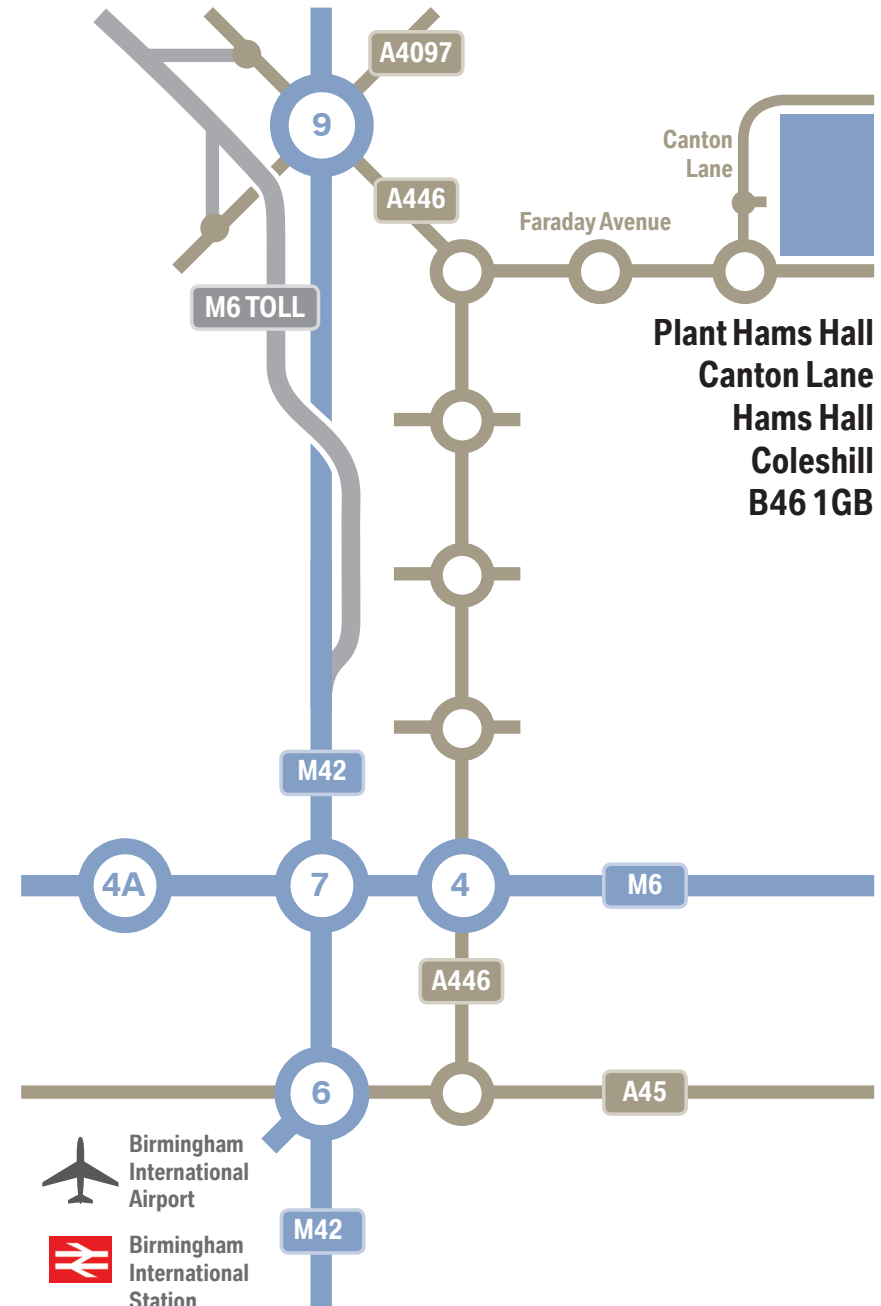 A4097
9
Canton
Lane
A446
Faraday Avenue
M6 TOLL
Plant Hams Hall
Canton Lane
Hams Hall
Coleshill
B46 1GB
M42
4A
7
4
M6
A446
6
A45
Birmingham
International
Airport
M42
Birmingham
International
Station